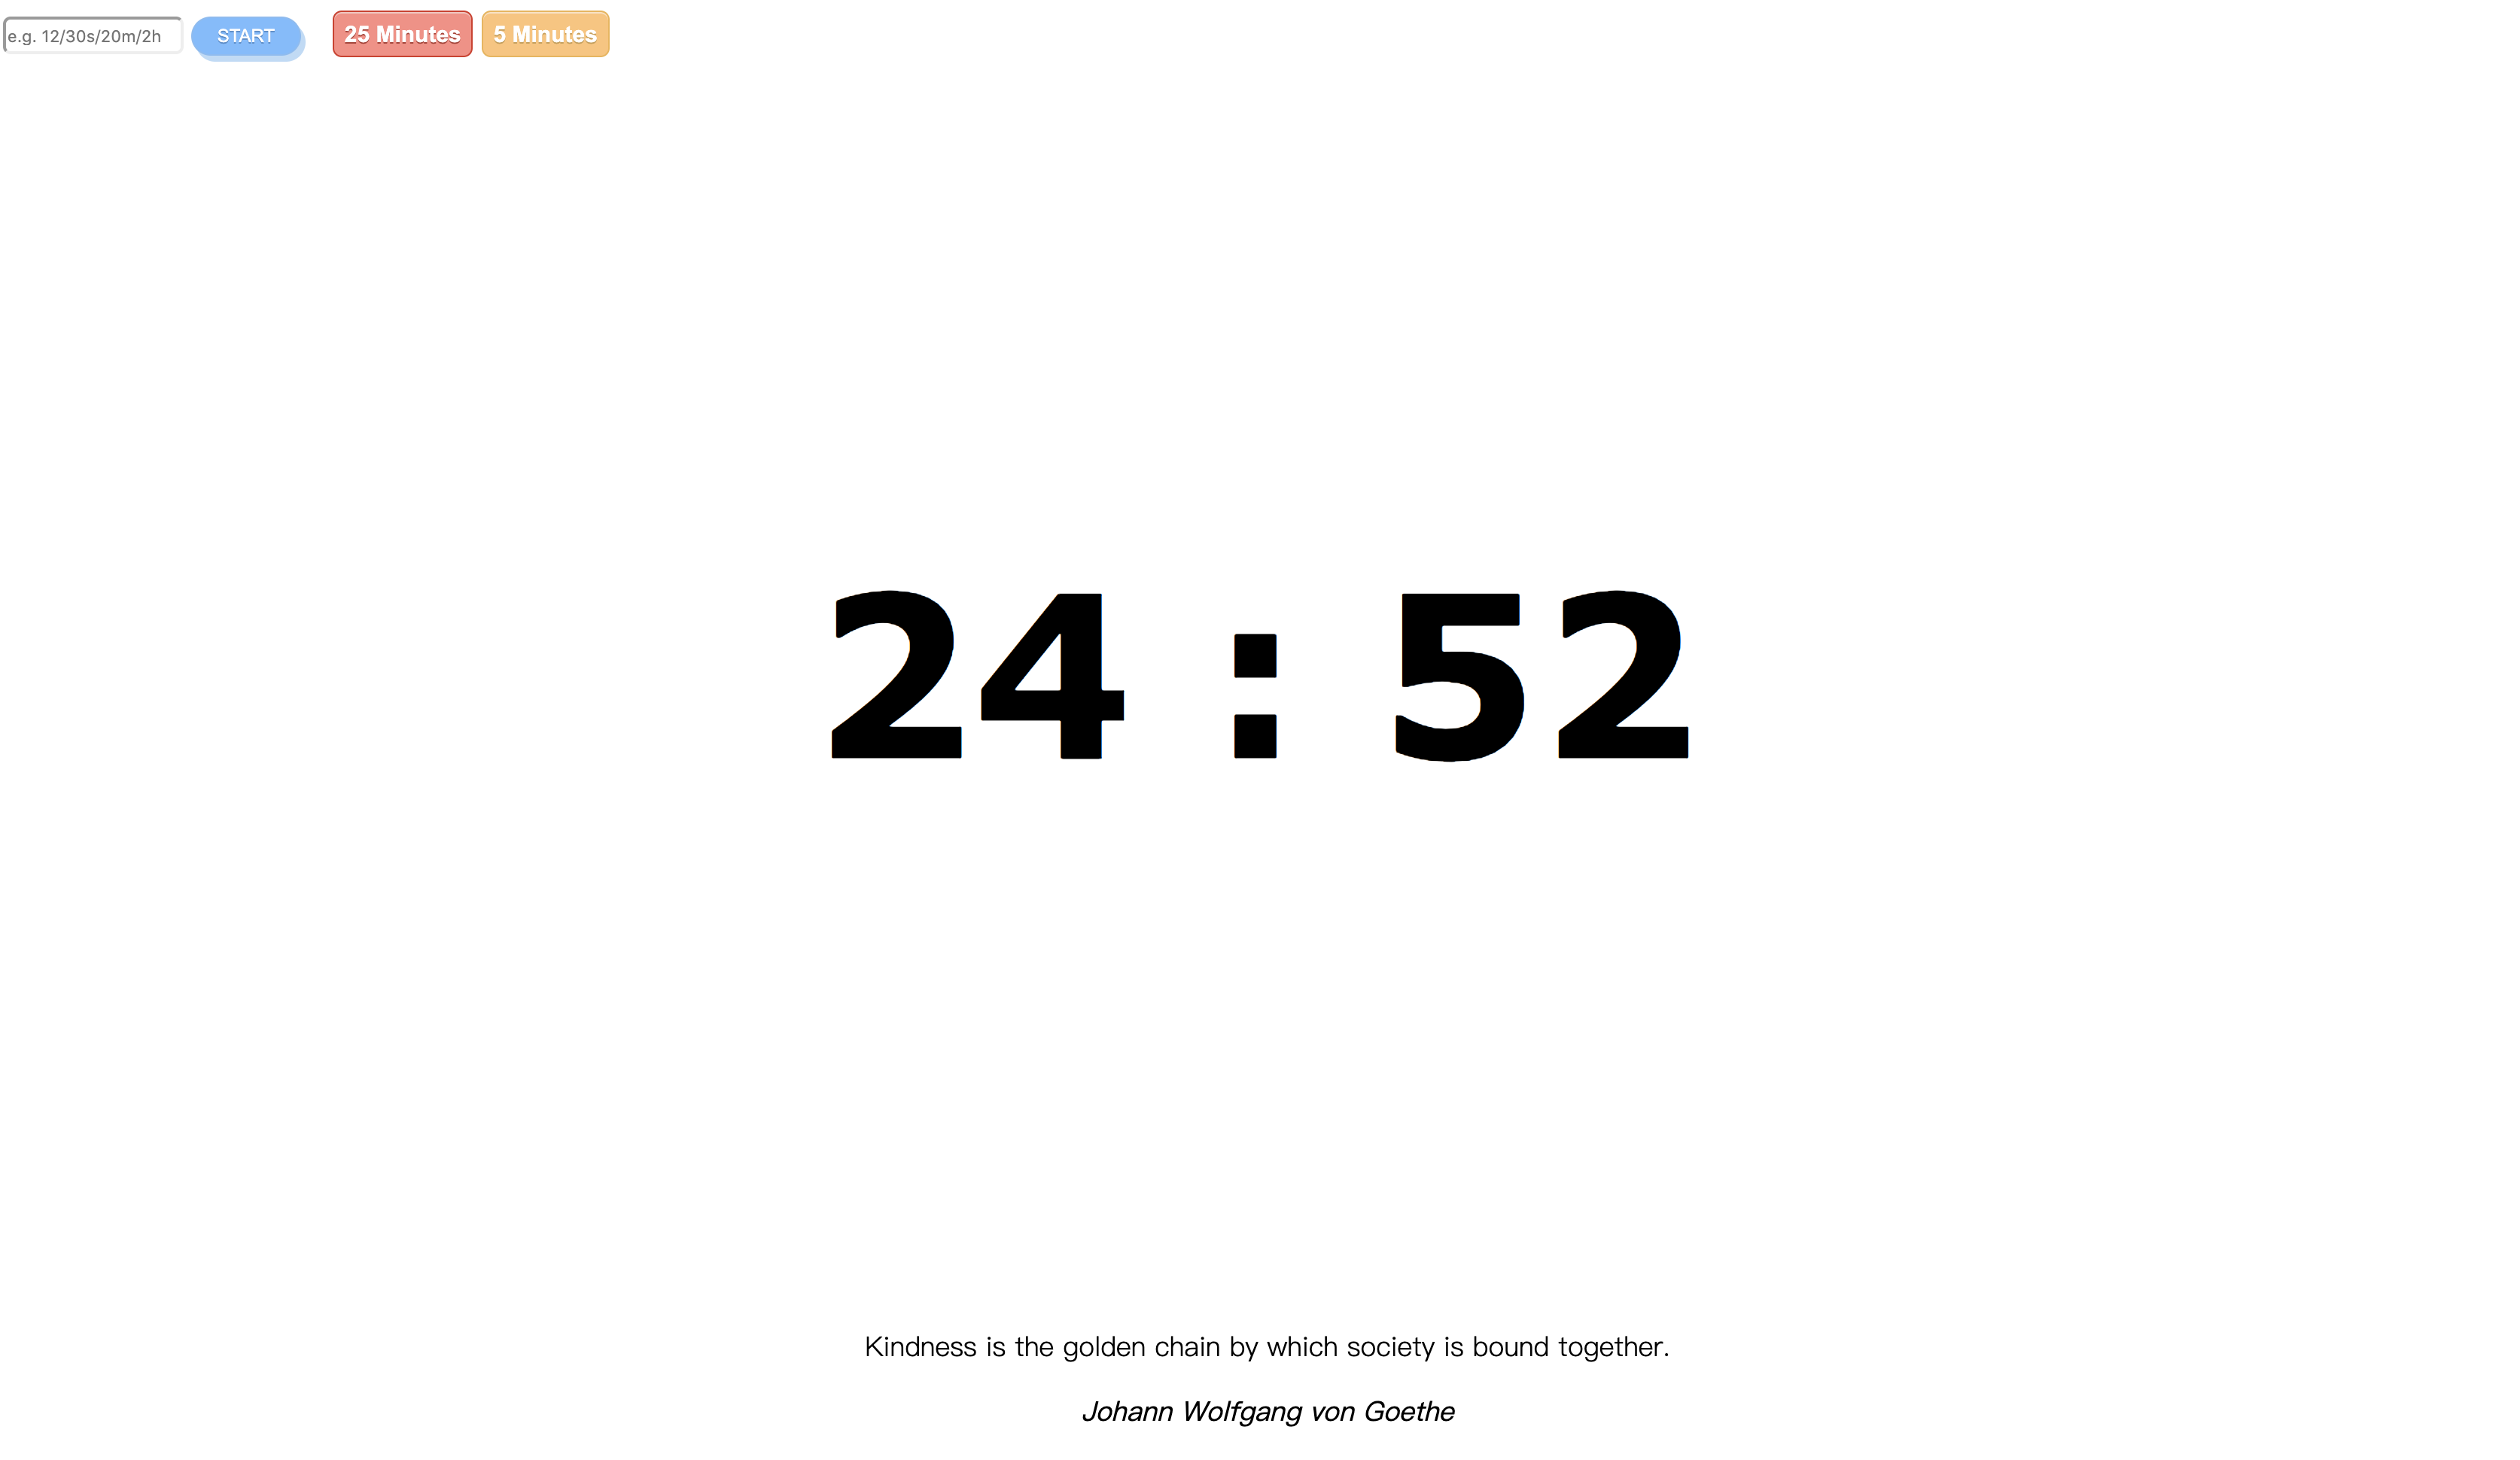 e.g. 12/30s/20m/2h START 25 Minutes 5 Minutes
24 : 52
Kindness is the golden chain by which society is bound together.
Johann Wolfgang von Goethe